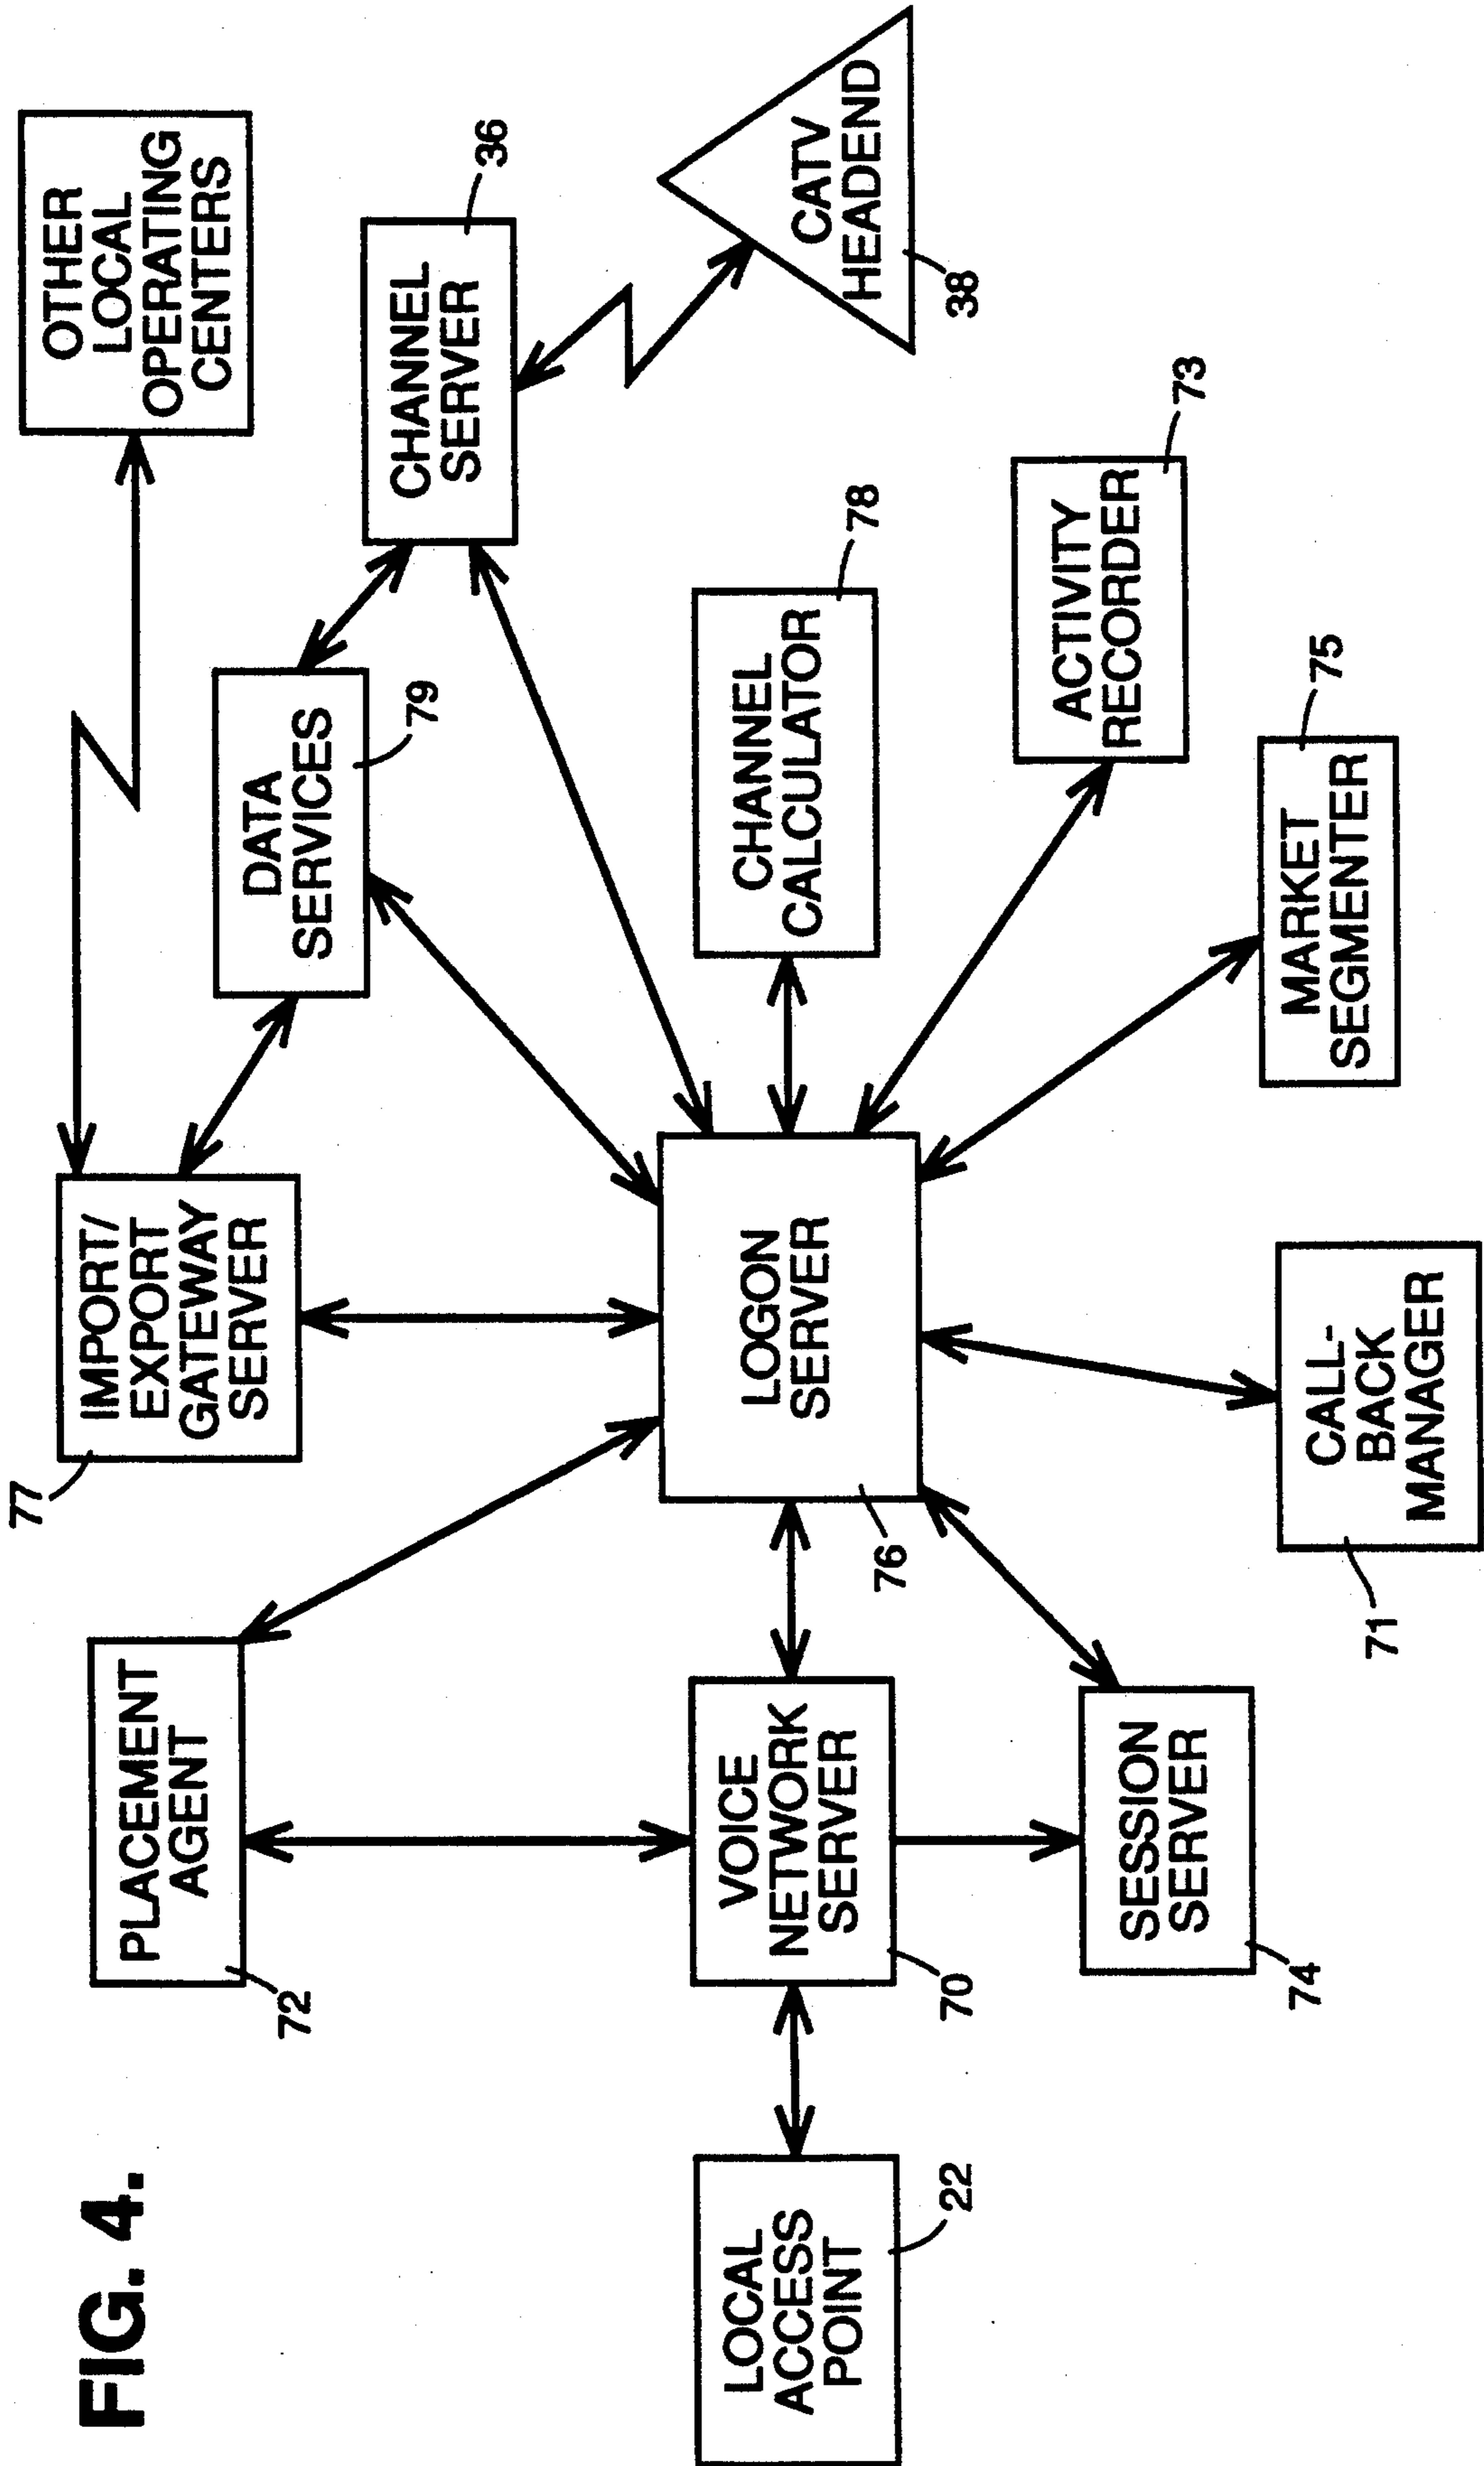 FIG. 4.
PLACEMENT
AGENT
72
77
IMPORT/
EXPORT
GATEWAY
SERVER
OTHER
LOCAL
OPERATING
CENTERS
DATA
SERVICES
79
CHANNEL
SERVER
36
LOCAL
ACCESS
POINT
22
VOICE
NETWORK
SERVER
70
LOGON
SERVER
76
CHANNEL
CALCULATOR
78
CATV
HEADEND
38
SESSION
SERVER
74
CALL-
BACK
MANAGER
71
MARKET
SEGMENTER
75
ACTIVITY
RECORDER
73